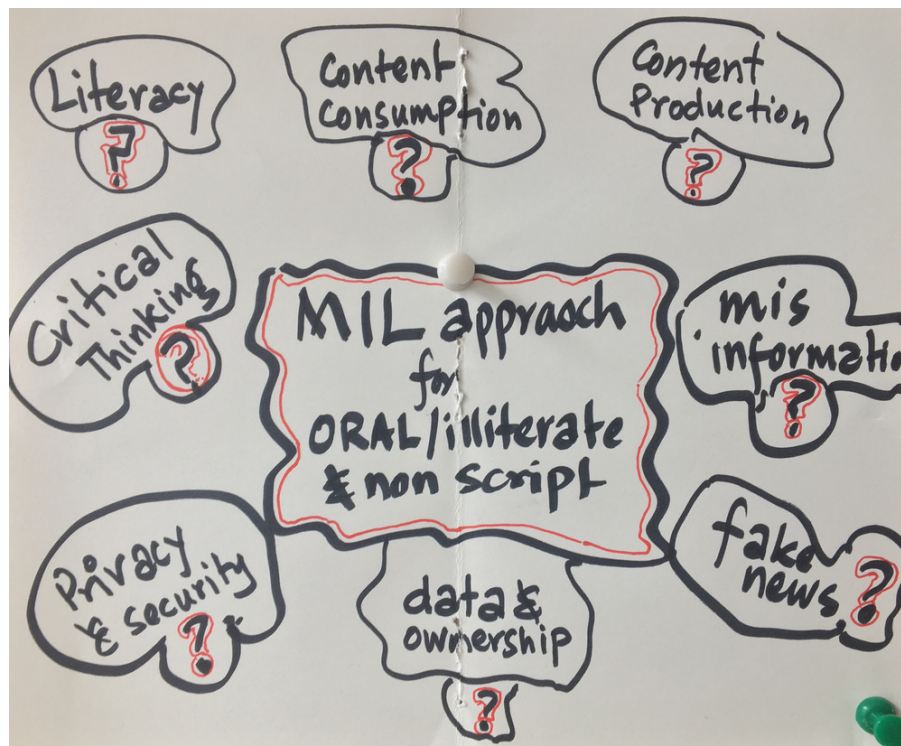 Literacy
?
Content
Consumption
?
Content
Production
?
Critical
Thinking
?
MIL appraoch
for
ORAL/illiterate
& non script
mis
informatio
?
Privacy
& security
?
data &
ownership
?
fake
news
?